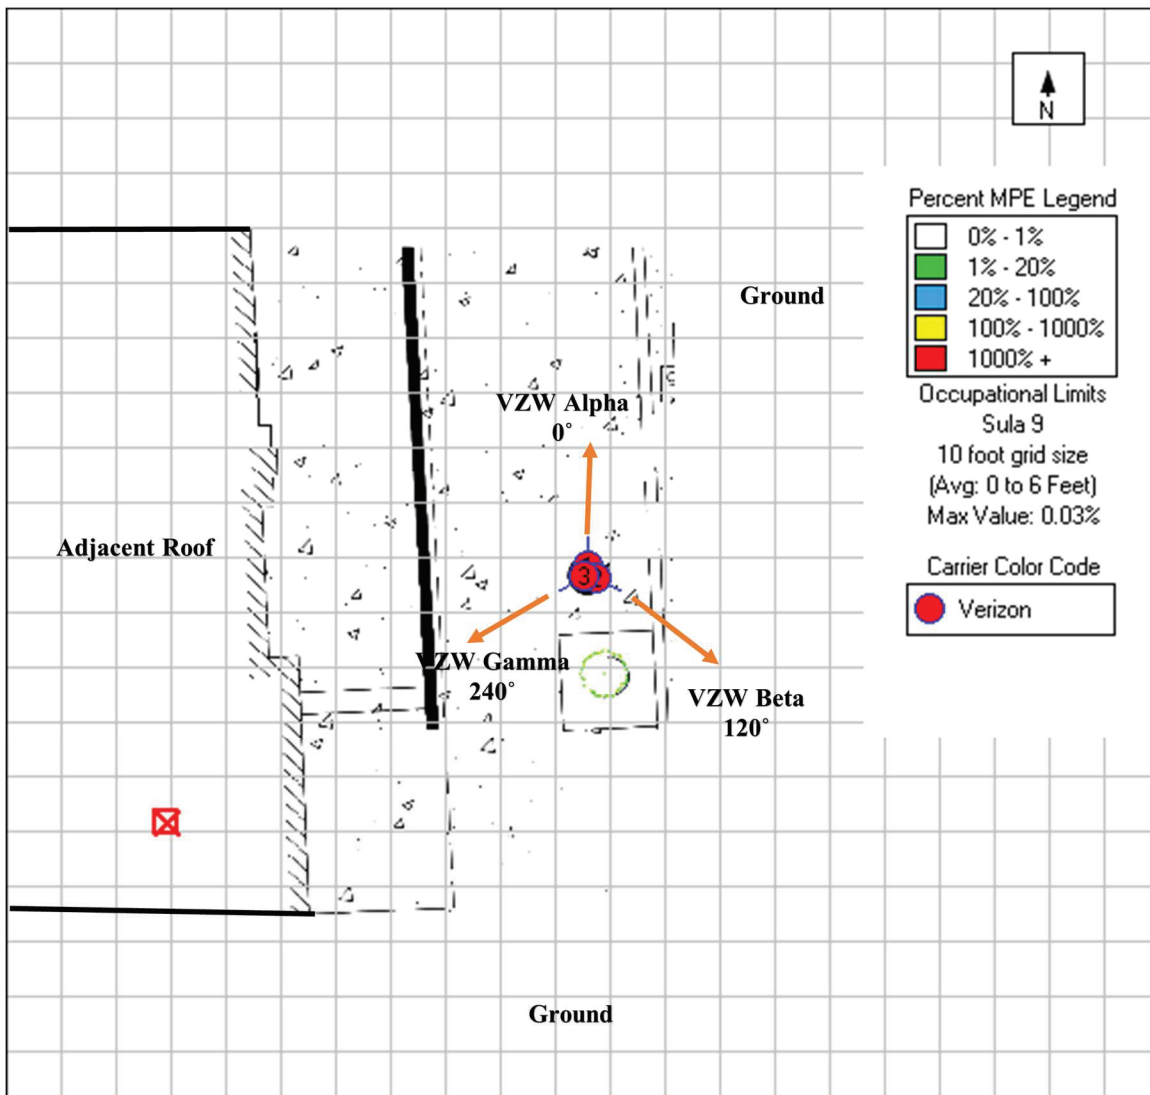 N
Percent MPE Legend
0% - 1%
1% - 20%
20% - 100%
100% - 1000%
1000% +
Occupational Limits
Sula 9
10 foot grid size
(Avg: 0 to 6 Feet)
Max Value: 0.03%
Carrier Color Code
Verizon
Ground
VZW Alpha
0°
Adjacent Roof
3
VZW Gamma
240°
VZW Beta
120°
Ground